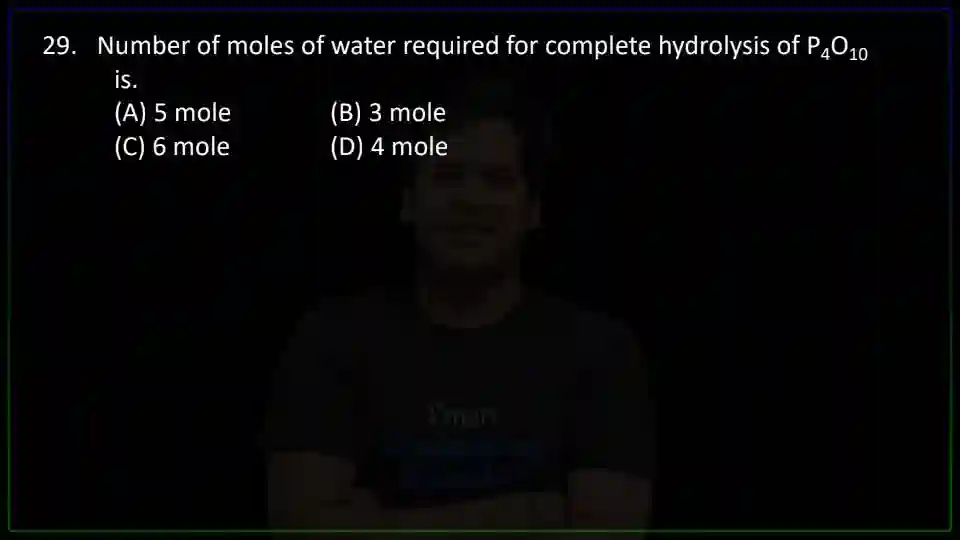 29. Number of moles of water required for complete hydrolysis of P₄O₁₀
is.
(A) 5 mole (B) 3 mole
(C) 6 mole (D) 4 mole